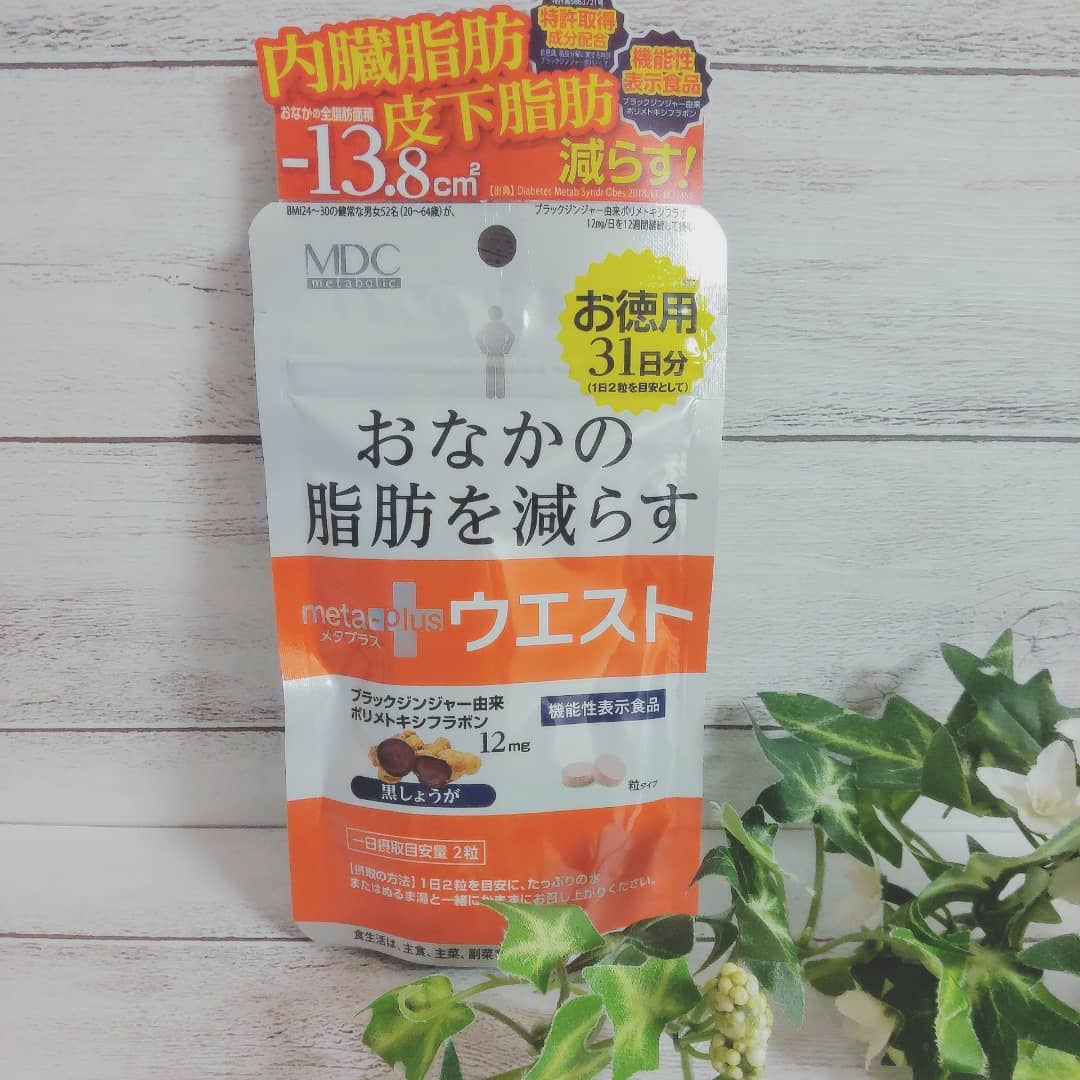 特許取得
成分配合
内臓脂肪
機能性
表示食品
ブラックジンジャー由来
ポリメトキシフラボン
おなかの全脂肪面積
皮下脂肪
-13.8cm²
減らす!
【出典】Diabetes Metab Syndr Obes.
BMI24〜30の健常な男女52名(20〜64歳)が、
ブラックジンジャー由来ポリメトキシフラボ
12mg/日を12週間継続して
MDC
metabolic
お徳用
31日分
(1日2粒を目安として)
おなかの
脂肪を減らす
meta-plus
メタプラス
ウエスト
ブラックジンジャー由来
ポリメトキシフラボン
12mg
機能性表示食品
黒しょうが
粒タイプ
一日摂取目安量 2粒
【摂取の方法】1日2粒を目安に、たっぷりの水
またはぬるま湯と一緒にかまずにお召し上がりください。
食生活は、主食、主菜、副菜